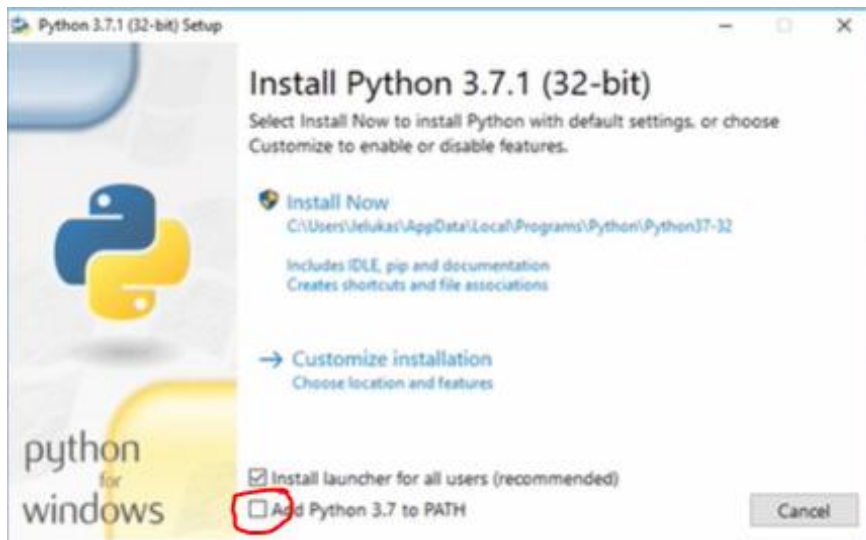 Python 3.7.1 (32-bit) Setup
Install Python 3.7.1 (32-bit)
Select Install Now to install Python with default settings, or choose
Customize to enable or disable features.
Install Now
C:\Users\Jelukas\AppData\Local\Programs\Python\Python37-32
Includes IDLE, pip and documentation
Creates shortcuts and file associations
→ Customize installation
Choose location and features
python
for
windows
Install launcher for all users (recommended)
Add Python 3.7 to PATH
Cancel